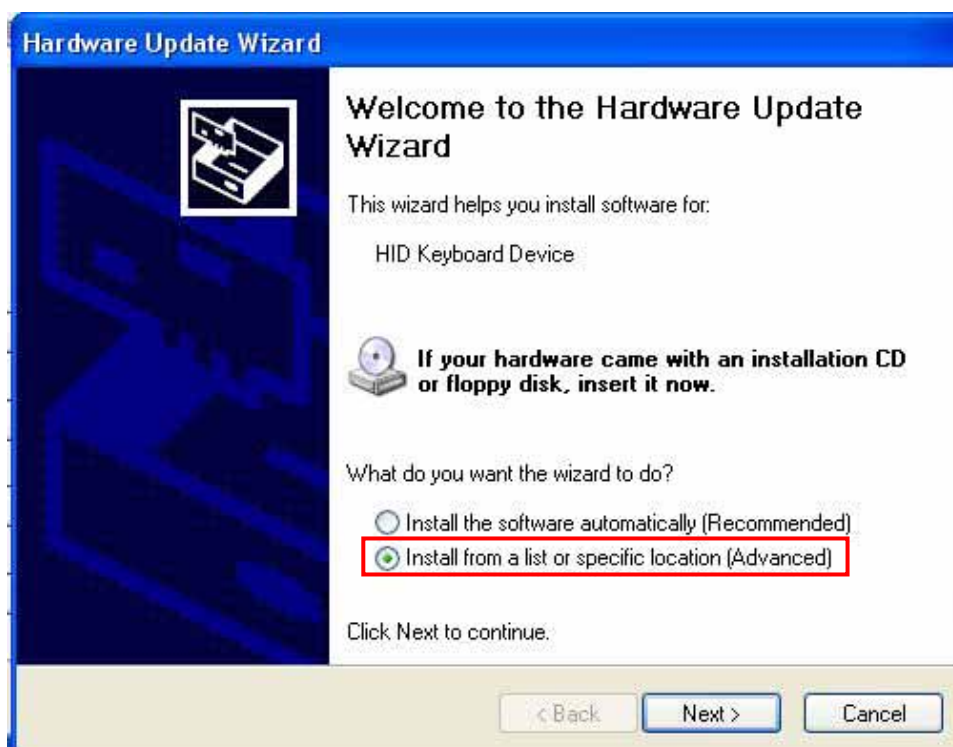 Hardware Update Wizard
Welcome to the Hardware Update
Wizard
This wizard helps you install software for:
HID Keyboard Device
If your hardware came with an installation CD
or floppy disk, insert it now.
What do you want the wizard to do?
Install the software automatically (Recommended)
Install from a list or specific location (Advanced)
Click Next to continue.
< Back Next > Cancel